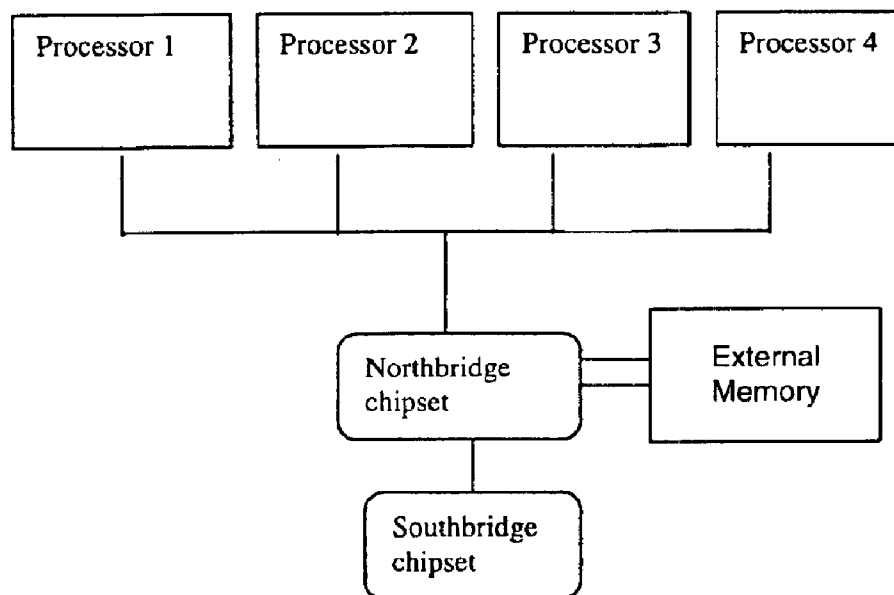 Processor 1
Processor 2
Processor 3
Processor 4
Northbridge
chipset
External
Memory
Southbridge
chipset